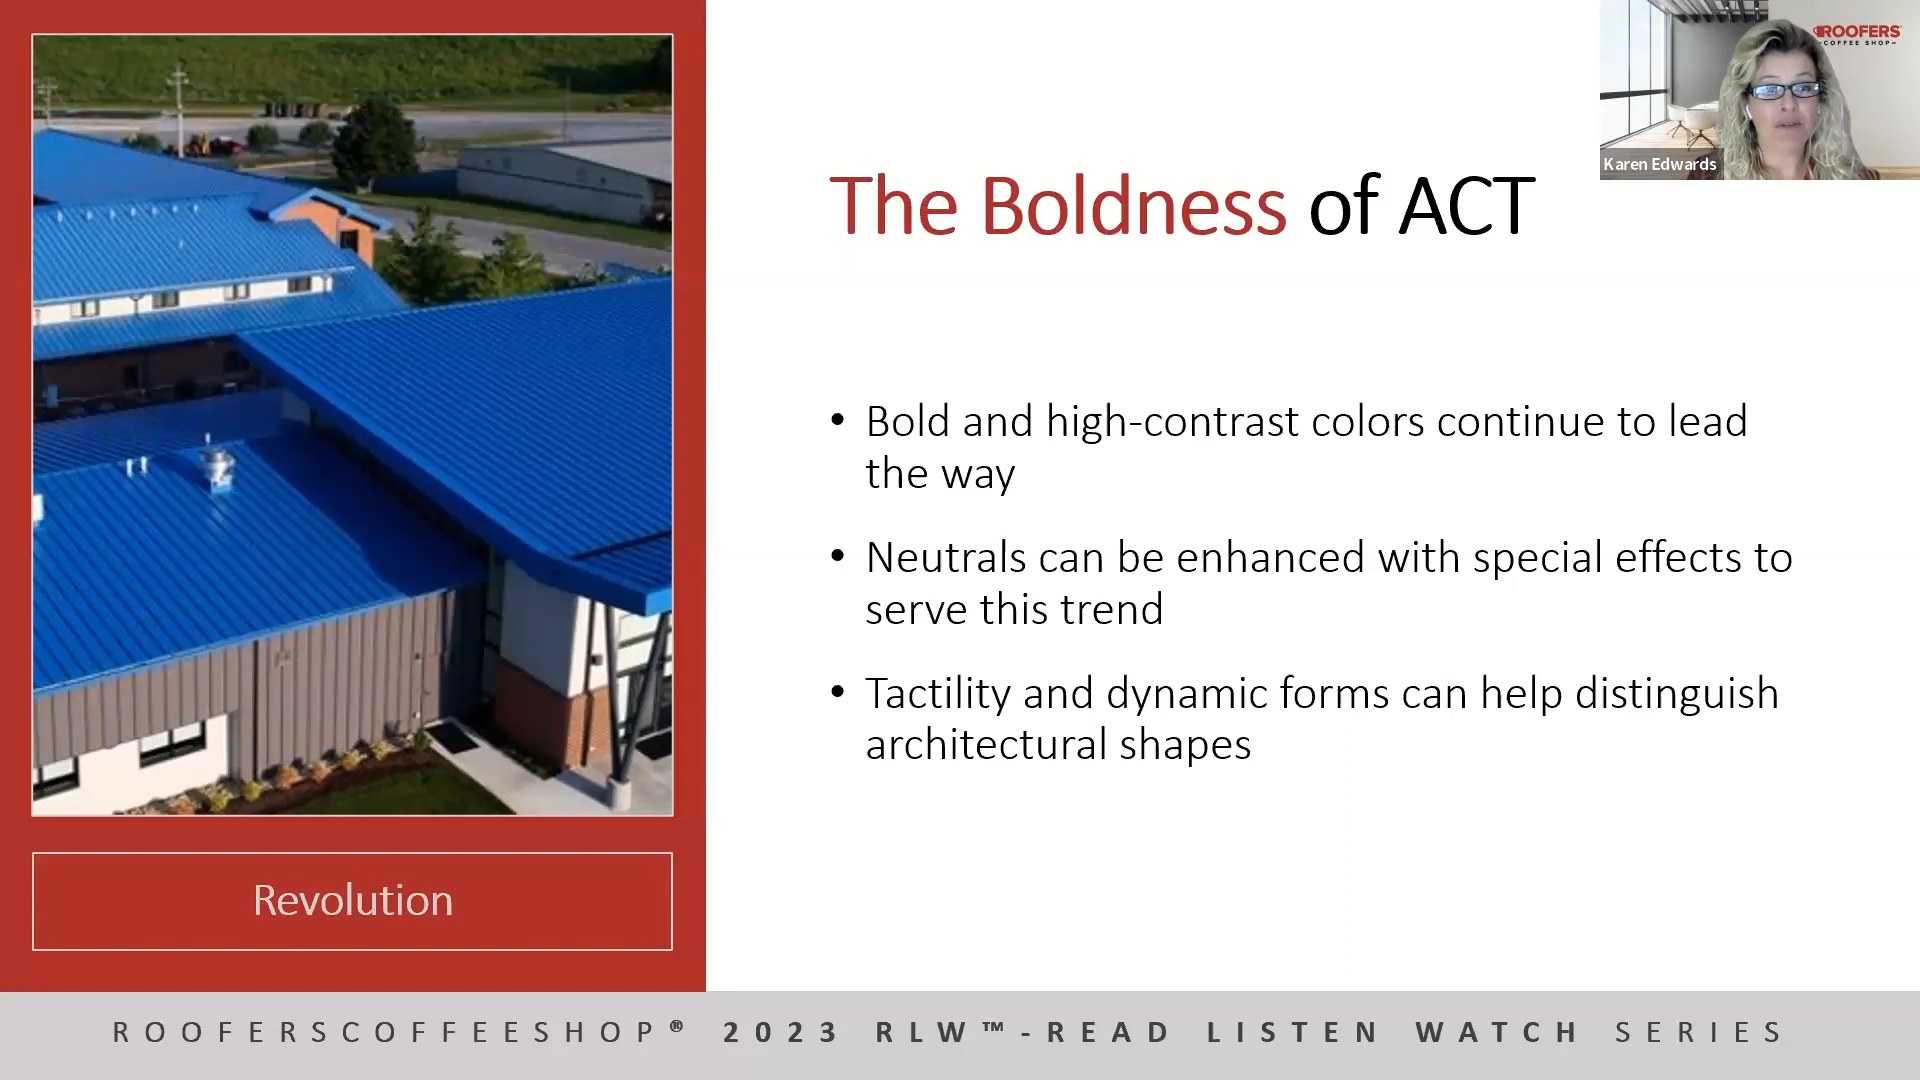 ROOFERS
COFFEE SHOP
Karen Edwards
The Boldness of ACT
• Bold and high-contrast colors continue to lead
the way
• Neutrals can be enhanced with special effects to
serve this trend
• Tactility and dynamic forms can help distinguish
architectural shapes
Revolution
ROOFERSCOFFEESHOP® 2023 RLW™-READ LISTEN WATCH SERIES